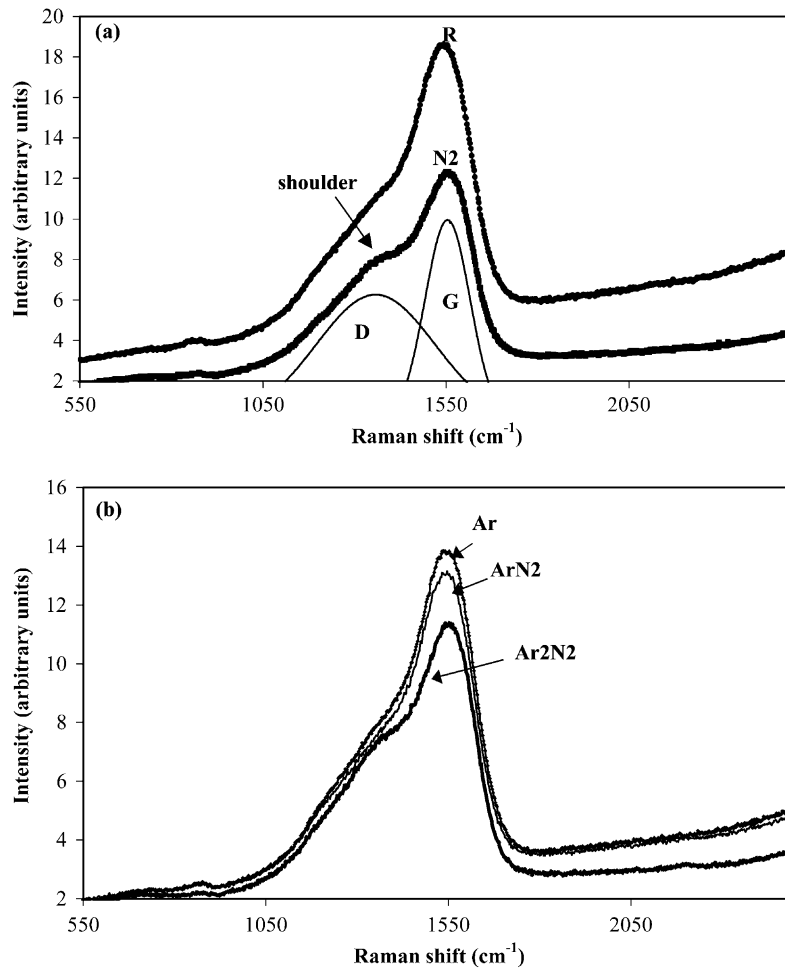 20
(a)
R
18
16
14
N2
shoulder
12
10
8
G
D
6
4
2
550 1050 1550 2050
Raman shift (cm-1)
Intensity (arbitrary units)
16
(b)
Ar
14
ArN2
12
Ar2N2
10
8
6
4
2
550 1050 1550 2050
Raman shift (cm-1)
Intensity (arbitrary units)